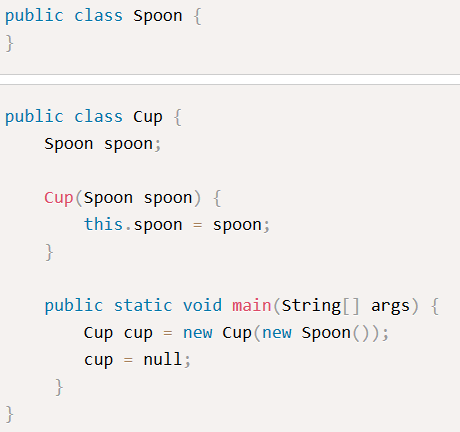 public class Spoon {
}
public class Cup {
    Spoon spoon;
    Cup(Spoon spoon) {
        this.spoon = spoon;
    }
    public static void main(String[] args) {
        Cup cup = new Cup(new Spoon());
        cup = null;
     }
}